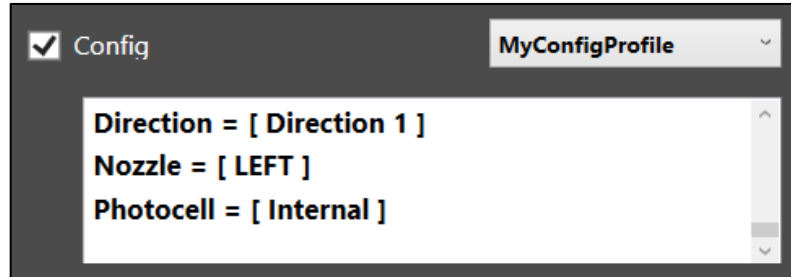 Config
MyConfigProfile
Direction = [ Direction 1 ]
Nozzle = [ LEFT ]
Photocell = [ Internal ]